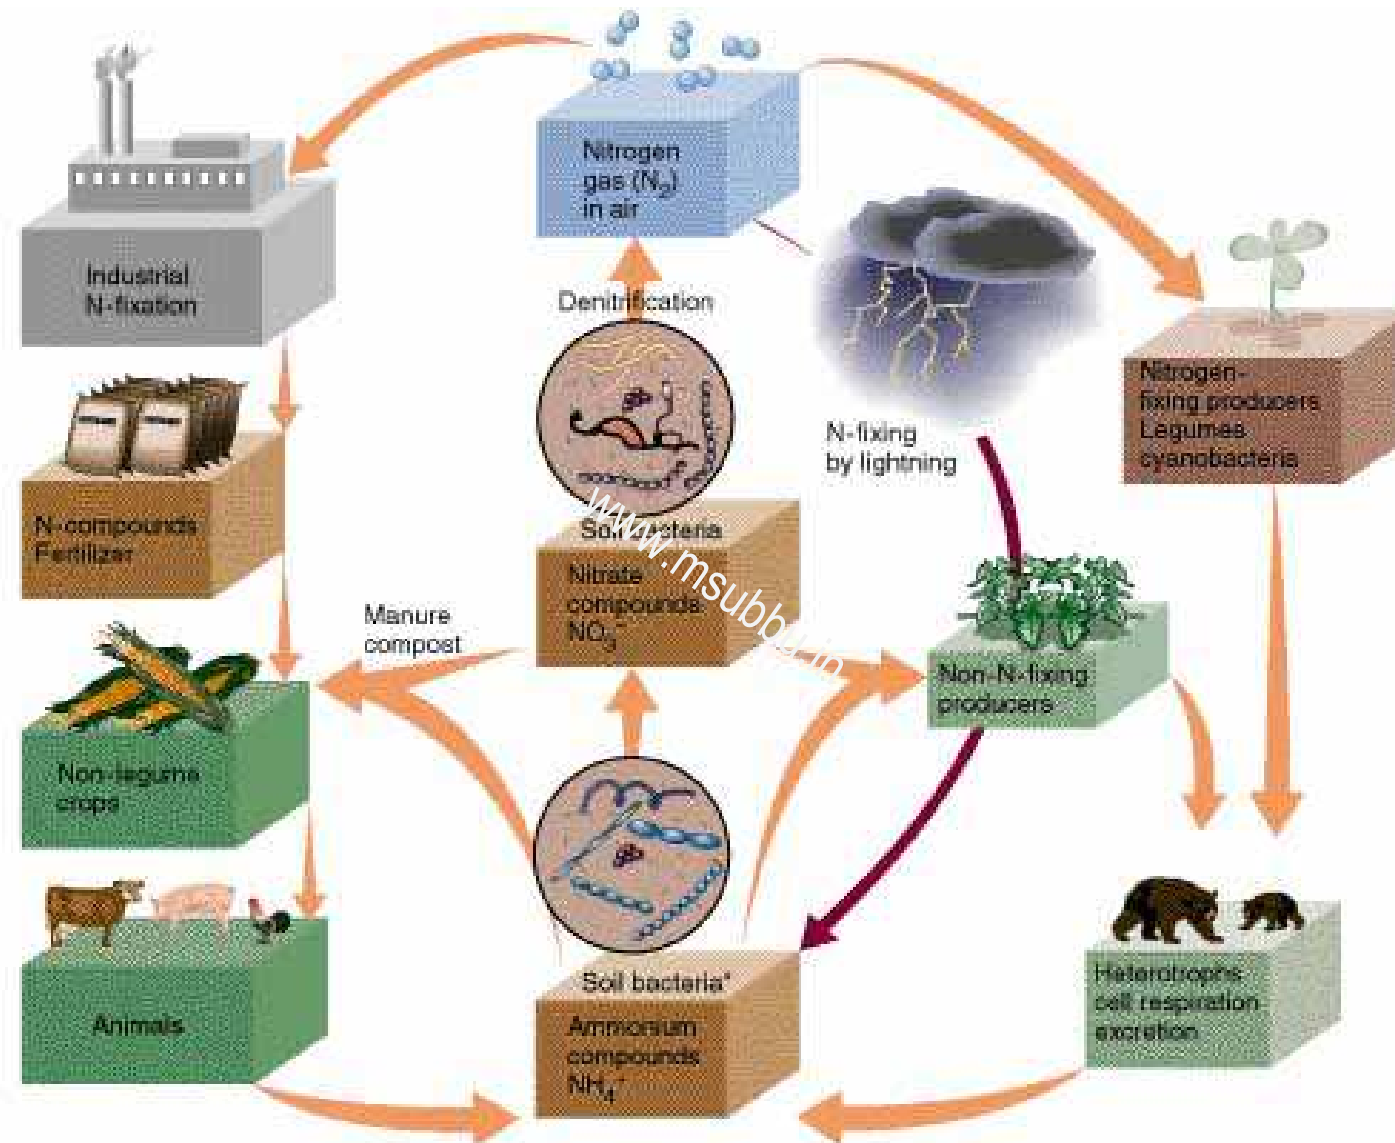 Nitrogen
gas (N₂)
in air
Industrial
N-fixation
Denitrification
Nitrogen-
fixing producers
Legumes
cyanobacteria
N-fixing
by lightning
N-compounds
Fertilizer
Soil bacteria
Nitrate
compounds
NO₃⁻
www.msubbu.in
Manure
compost
Non-N-fixing
producers
Non-legume
crops
Soil bacteria*
Ammonium
compounds
NH₄⁺
Heterotrophs
cell respiration
excretion
Animals